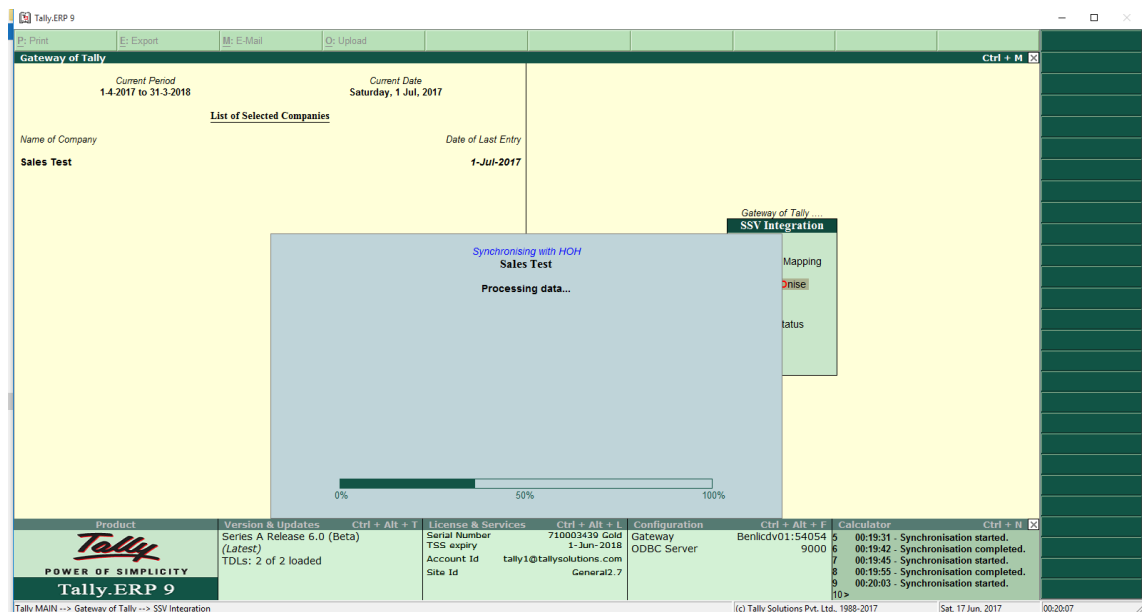 Tally.ERP 9
P: Print E: Export M: E-Mail O: Upload
Gateway of Tally Ctrl + M
Current Period Current Date
1-4-2017 to 31-3-2018 Saturday, 1 Jul, 2017
List of Selected Companies
Name of Company Date of Last Entry
Sales Test 1-Jul-2017
Gateway of Tally ....
SSV Integration
Mapping
Onise
tatus
Synchronising with HOH
Sales Test
Processing data...
0% 50% 100%
Product
Tally
POWER OF SIMPLICITY
Tally.ERP 9
Version & Updates Ctrl + Alt + T
Series A Release 6.0 (Beta)
(Latest)
TDLs: 2 of 2 loaded
License & Services Ctrl + Alt + L
Serial Number 710003439 Gold
TSS expiry 1-Jun-2018
Account Id tally1@tallysolutions.com
Site Id General2.7
Configuration Ctrl + Alt + F
Gateway Benlicdv01:54054
ODBC Server 9000
Calculator Ctrl + N
5 00:19:31 - Synchronisation started.
6 00:19:42 - Synchronisation completed.
7 00:19:45 - Synchronisation started.
8 00:19:55 - Synchronisation completed.
9 00:20:03 - Synchronisation started.
10>
Tally MAIN --> Gateway of Tally --> SSV Integration (c) Tally Solutions Pvt. Ltd., 1988-2017 Sat, 17 Jun, 2017 00:20:07